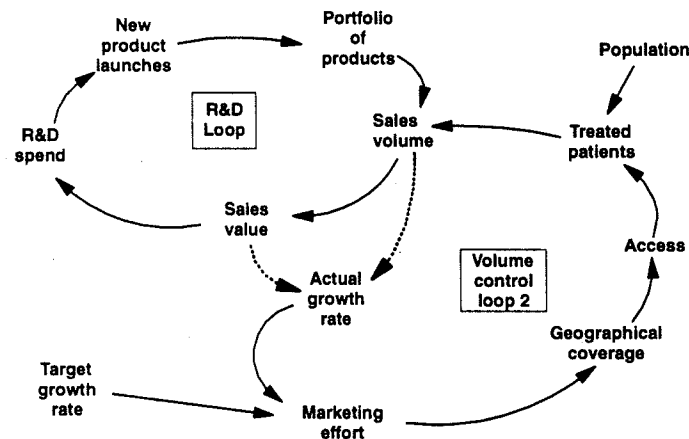 New
product
launches
Portfolio
of
products
Population
R&D
Loop
R&D
spend
Sales
volume
Treated
patients
Sales
value
Access
Actual
growth
rate
Volume
control
loop 2
Geographical
coverage
Target
growth
rate
Marketing
effort